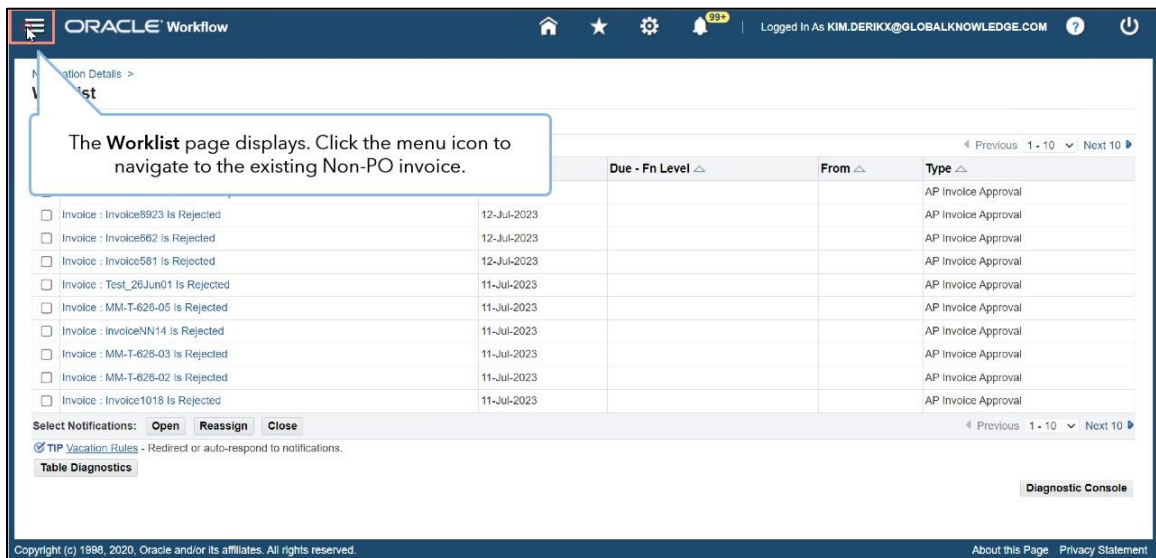 ORACLE Workflow
99+
Logged In As KIM.DERIKX@GLOBALKNOWLEDGE.COM
?
ation Details >
st
The Worklist page displays. Click the menu icon to
navigate to the existing Non-PO invoice.
Previous 1 - 10 Next 10
Due - Fn Level From Type
AP Invoice Approval
Invoice : Invoice8923 Is Rejected 12-Jul-2023 AP Invoice Approval
Invoice : Invoice662 Is Rejected 12-Jul-2023 AP Invoice Approval
Invoice : Invoice581 Is Rejected 12-Jul-2023 AP Invoice Approval
Invoice : Test_26Jun01 Is Rejected 11-Jul-2023 AP Invoice Approval
Invoice : MM-T-626-05 Is Rejected 11-Jul-2023 AP Invoice Approval
Invoice : InvoiceNN14 Is Rejected 11-Jul-2023 AP Invoice Approval
Invoice : MM-T-626-03 Is Rejected 11-Jul-2023 AP Invoice Approval
Invoice : MM-T-626-02 Is Rejected 11-Jul-2023 AP Invoice Approval
Invoice : Invoice1018 Is Rejected 11-Jul-2023 AP Invoice Approval
Select Notifications: Open Reassign Close Previous 1 - 10 Next 10
TIP Vacation Rules - Redirect or auto-respond to notifications.
Table Diagnostics
Diagnostic Console
Copyright (c) 1998, 2020, Oracle and/or its affiliates. All rights reserved. About this Page Privacy Statement